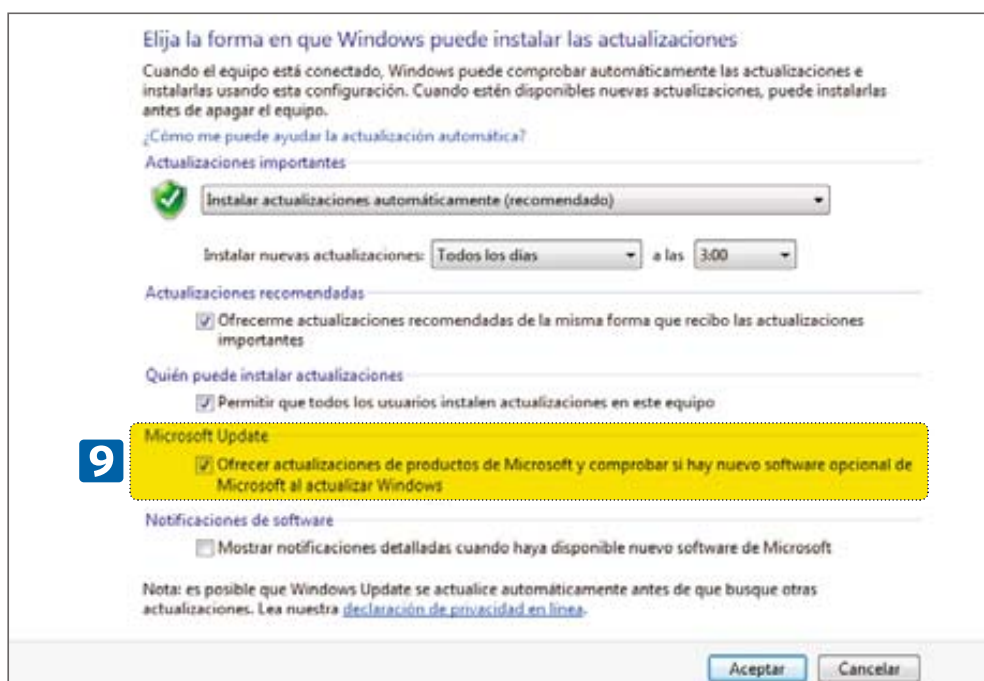 Elija la forma en que Windows puede instalar las actualizaciones
Cuando el equipo está conectado, Windows puede comprobar automáticamente las actualizaciones e
instalarlas usando esta configuración. Cuando estén disponibles nuevas actualizaciones, puede instalarlas
antes de apagar el equipo.
¿Cómo me puede ayudar la actualización automática?
Actualizaciones importantes
Instalar actualizaciones automáticamente (recomendado)
Instalar nuevas actualizaciones: Todos los días a las 3:00
Actualizaciones recomendadas
Ofrecerme actualizaciones recomendadas de la misma forma que recibo las actualizaciones
importantes
Quién puede instalar actualizaciones
Permitir que todos los usuarios instalen actualizaciones en este equipo
Microsoft Update
9
Ofrecer actualizaciones de productos de Microsoft y comprobar si hay nuevo software opcional de
Microsoft al actualizar Windows
Notificaciones de software
Mostrar notificaciones detalladas cuando haya disponible nuevo software de Microsoft
Nota: es posible que Windows Update se actualice automáticamente antes de que busque otras
actualizaciones. Lea nuestra declaración de privacidad en línea.
Aceptar Cancelar